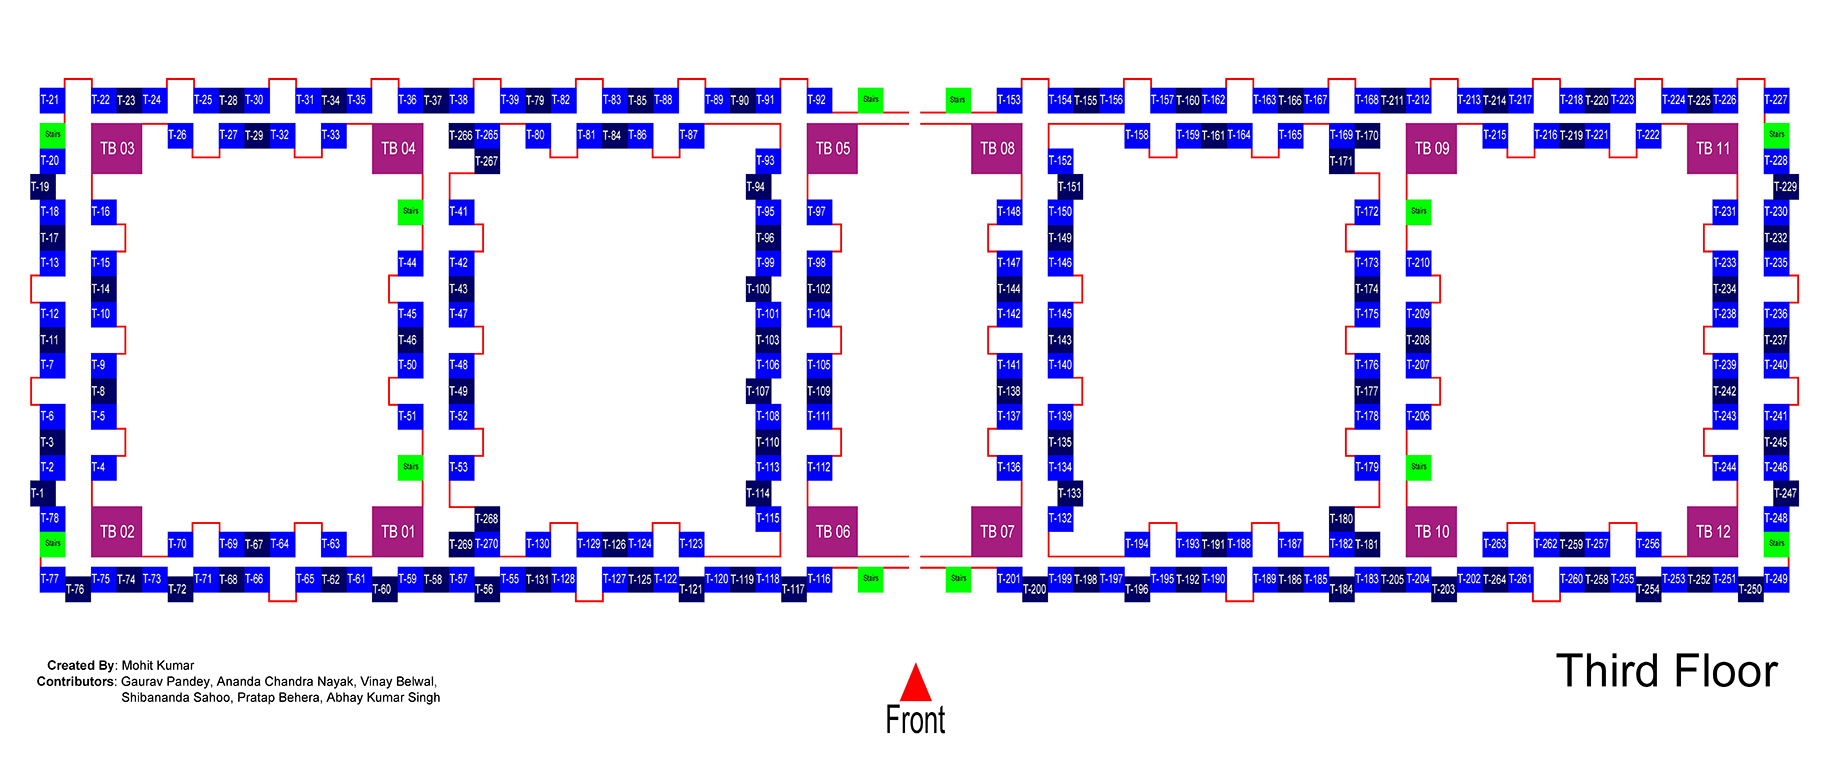 T-21 T-22 T-23 T-24 T-25 T-28 T-30 T-31 T-34 T-35 T-36 T-37 T-38 T-39 T-79 T-82 T-83 T-85 T-88 T-89 T-90 T-91 T-92 Stairs Stairs T-153 T-154 T-155 T-156 T-157 T-160 T-162 T-163 T-166 T-167 T-168 T-211 T-212 T-213 T-214 T-217 T-218 T-220 T-223 T-224 T-225 T-226 T-227
Stairs TB 03 T-26 T-27 T-29 T-32 T-33 TB 04 T-266 T-265 T-80 T-81 T-84 T-86 T-87 TB 05 TB 08 T-158 T-159 T-161 T-164 T-165 T-169 T-170 TB 09 T-215 T-216 T-219 T-221 T-222 TB 11 Stairs
T-20 T-267 T-93 T-152 T-171 T-228
T-19 T-94 T-151 T-229
T-18 T-16 Stairs T-41 T-95 T-97 T-148 T-150 T-172 Stairs T-231 T-230
T-17 T-96 T-149 T-232
T-13 T-15 T-44 T-42 T-99 T-98 T-147 T-146 T-173 T-210 T-233 T-235
T-14 T-43 T-100 T-102 T-144 T-174 T-234
T-12 T-10 T-45 T-47 T-101 T-104 T-142 T-145 T-175 T-209 T-238 T-236
T-11 T-46 T-103 T-143 T-208 T-237
T-7 T-9 T-50 T-48 T-106 T-105 T-141 T-140 T-176 T-207 T-239 T-240
T-8 T-49 T-107 T-109 T-138 T-177 T-242
T-6 T-5 T-51 T-52 T-108 T-111 T-137 T-139 T-178 T-206 T-243 T-241
T-3 T-110 T-135 T-245
T-2 T-4 Stairs T-53 T-113 T-112 T-136 T-134 T-179 Stairs T-244 T-246
T-1 T-114 T-133 T-247
T-78 T-268 T-115 T-132 T-180 T-248
Stairs TB 02 T-70 T-69 T-67 T-64 T-63 TB 01 T-269 T-270 T-130 T-129 T-126 T-124 T-123 TB 06 TB 07 T-194 T-193 T-191 T-188 T-187 T-182 T-181 TB 10 T-263 T-262 T-259 T-257 T-256 TB 12 Stairs
T-77 T-75 T-74 T-73 T-71 T-68 T-66 T-65 T-62 T-61 T-59 T-58 T-57 T-55 T-131 T-128 T-127 T-125 T-122 T-120 T-119 T-118 T-116 Stairs Stairs T-201 T-199 T-198 T-197 T-195 T-192 T-190 T-189 T-186 T-185 T-183 T-205 T-204 T-202 T-264 T-261 T-260 T-258 T-255 T-253 T-252 T-251 T-249
T-76 T-72 T-60 T-56 T-121 T-117 T-200 T-196 T-184 T-203 T-254 T-250
Created By: Mohit Kumar
Contributors: Gaurav Pandey, Ananda Chandra Nayak, Vinay Belwal,
Shibananda Sahoo, Pratap Behera, Abhay Kumar Singh
Third Floor
Front